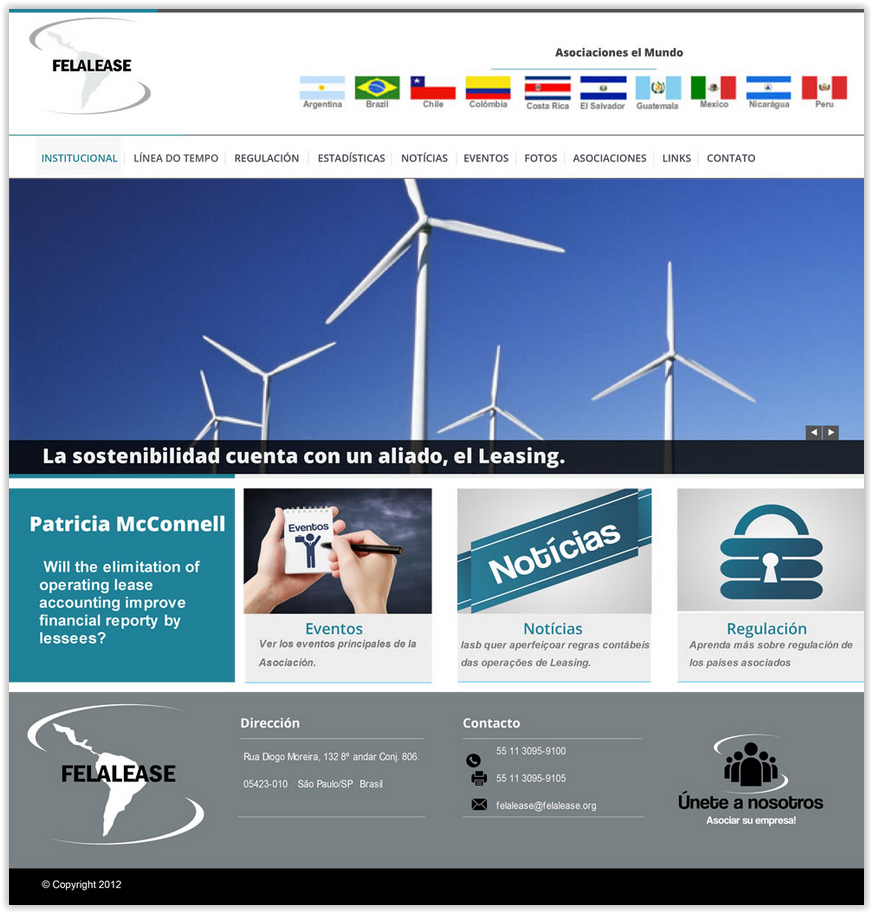 FELALEASE
Asociaciones el Mundo
Argentina Brazil Chile Colômbia Costa Rica El Salvador Guatemala Mexico Nicarágua Peru
INSTITUCIONAL LÍNEA DO TEMPO REGULACIÓN ESTADÍSTICAS NOTÍCIAS EVENTOS FOTOS ASOCIACIONES LINKS CONTATO
La sostenibilidad cuenta con un aliado, el Leasing.
Patricia McConnell
Will the elimitation of
operating lease
accounting improve
financial reporty by
lessees?
Eventos
Eventos
Ver los eventos principales de la
Asociación.
Notícias
Notícias
Iasb quer aperfeiçoar regras contábeis
das operações de Leasing.
Regulación
Aprenda más sobre regulación de
los países asociados
FELALEASE
Dirección
Rua Diogo Moreira, 132 8º andar Conj. 806.
05423-010 São Paulo/SP Brasil
Contacto
55 11 3095-9100
55 11 3095-9105
felalease@felalease.org
Únete a nosotros
Asociar su empresa!
© Copyright 2012